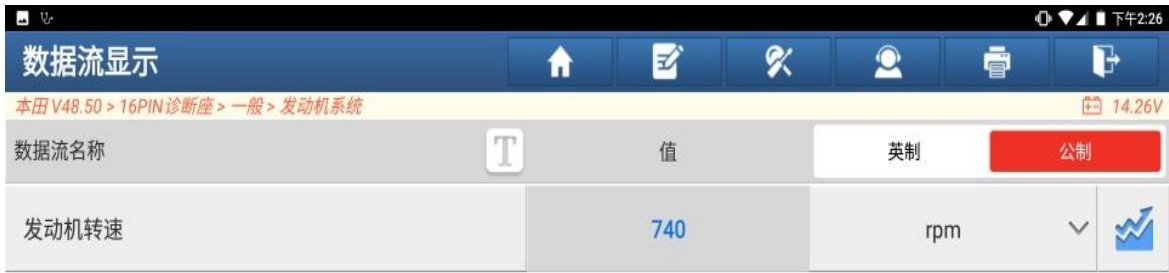 下午2:26
数据流显示
本田 V48.50 > 16PIN诊断座 > 一般 > 发动机系统
14.26V
数据流名称 T 值 英制 公制
发动机转速 740 rpm